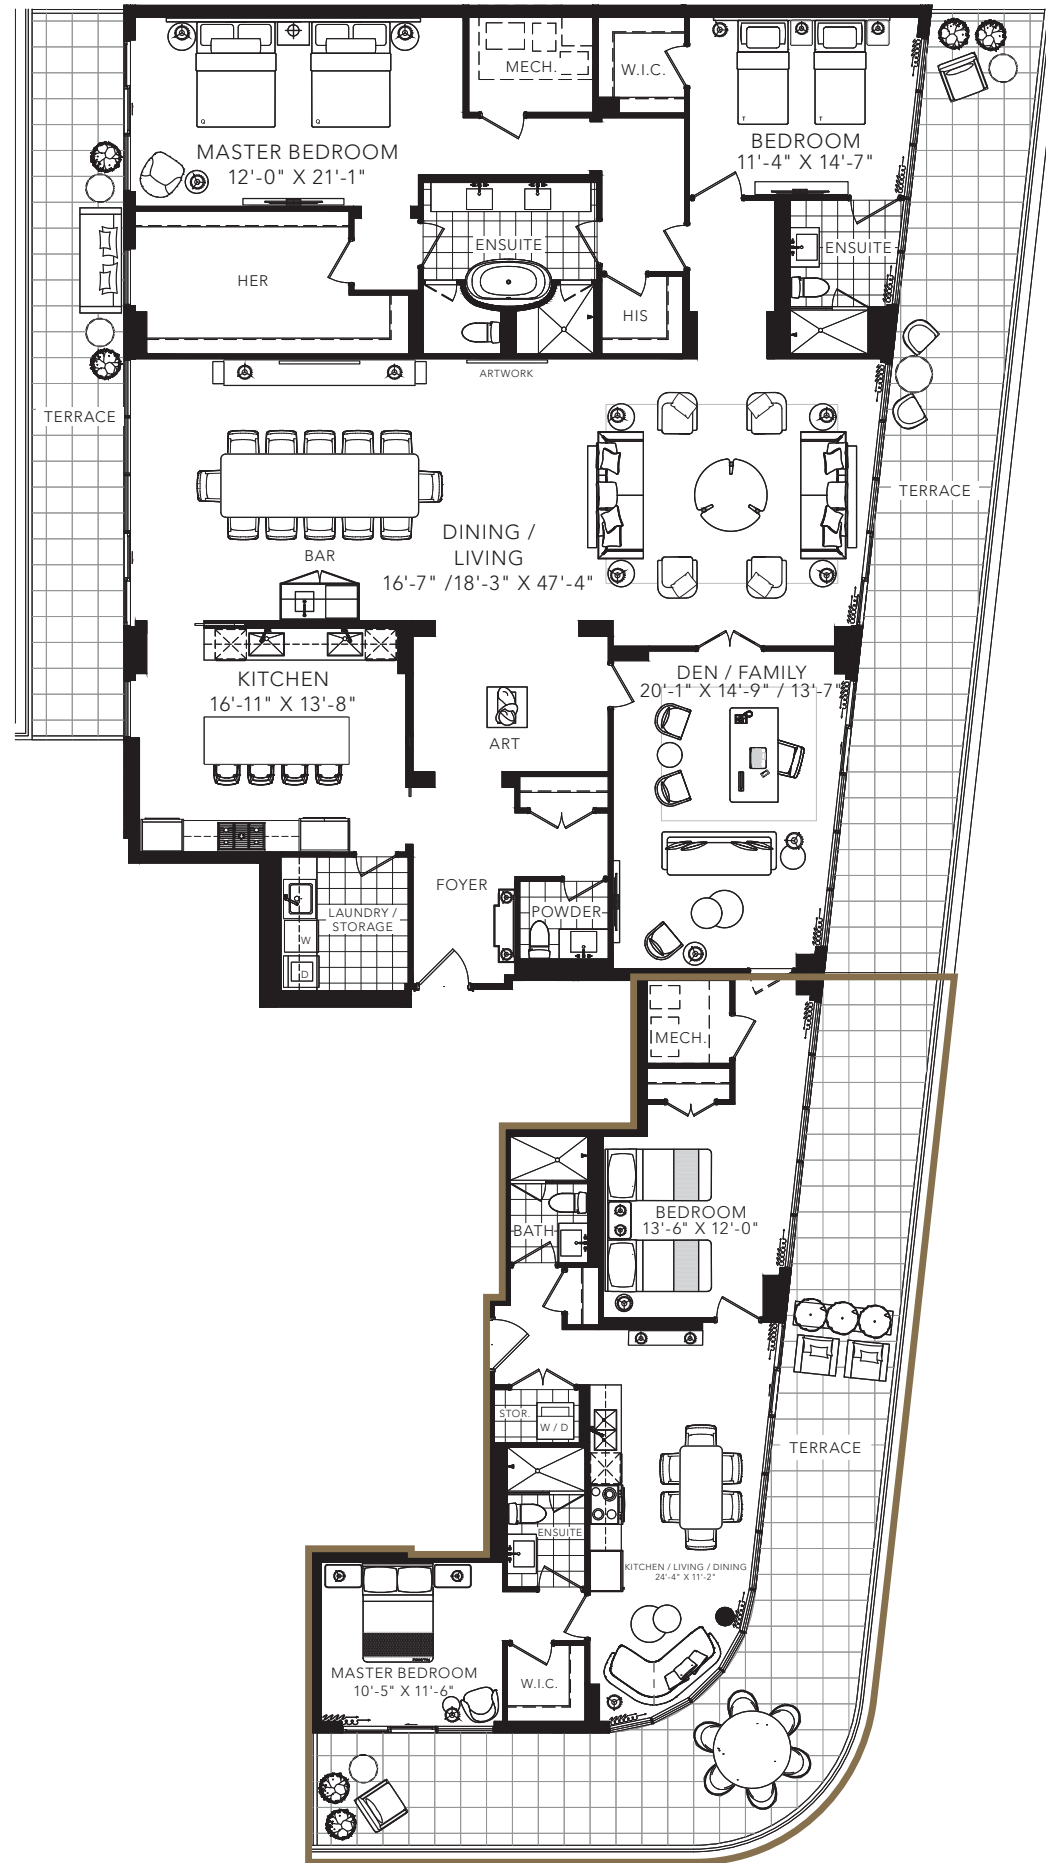 MECH.
W.I.C.
Q
Q
T
T
MASTER BEDROOM
12'-0" X 21'-1"
BEDROOM
11'-4" X 14'-7"
ENSUITE
ENSUITE
HER
HIS
ARTWORK
TERRACE
TERRACE
DINING /
LIVING
16'-7" /18'-3" X 47'-4"
BAR
KITCHEN
16'-11" X 13'-8"
DEN / FAMILY
20'-1" X 14'-9" / 13'-7"
ART
FOYER
POWDER
LAUNDRY /
STORAGE
W
D
MECH.
BEDROOM
13'-6" X 12'-0"
BATH
STOR.
W / D
TERRACE
ENSUITE
KITCHEN / LIVING / DINING
24'-4" X 11'-2"
MASTER BEDROOM
10'-5" X 11'-6"
W.I.C.